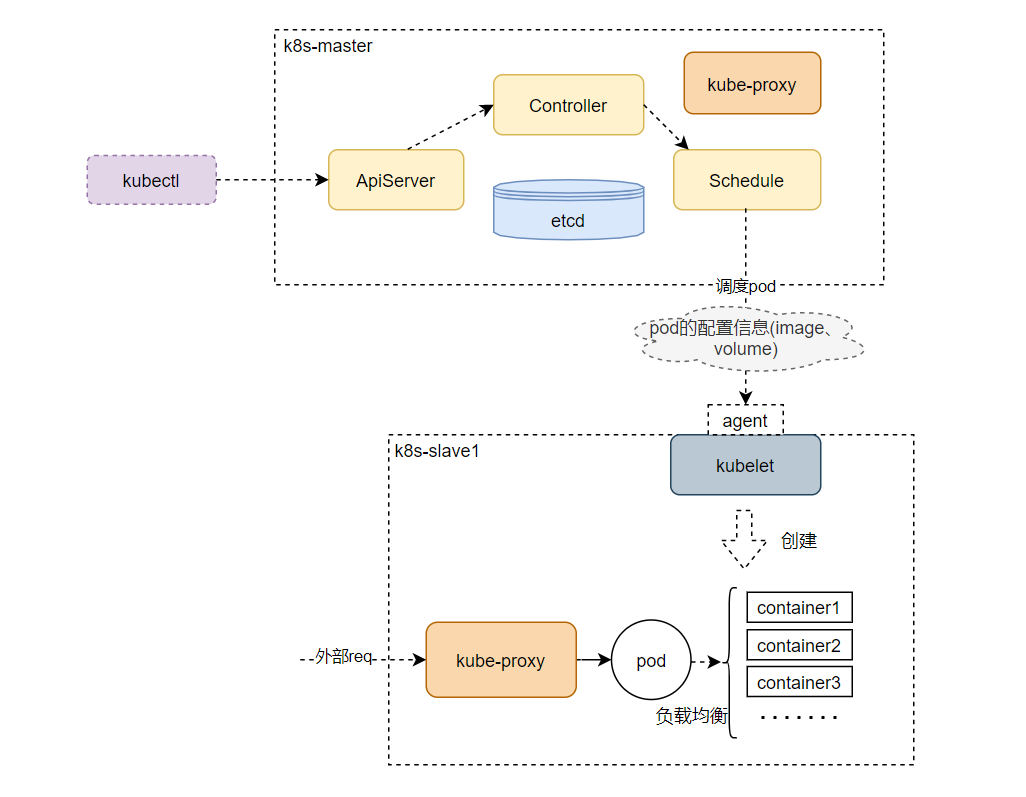 k8s-master
kube-proxy
Controller
kubectl
ApiServer
Schedule
etcd
调度pod
pod的配置信息(image、
volume)
agent
k8s-slave1
kubelet
创建
container1
container2
container3
外部req
kube-proxy
pod
负载均衡
.......